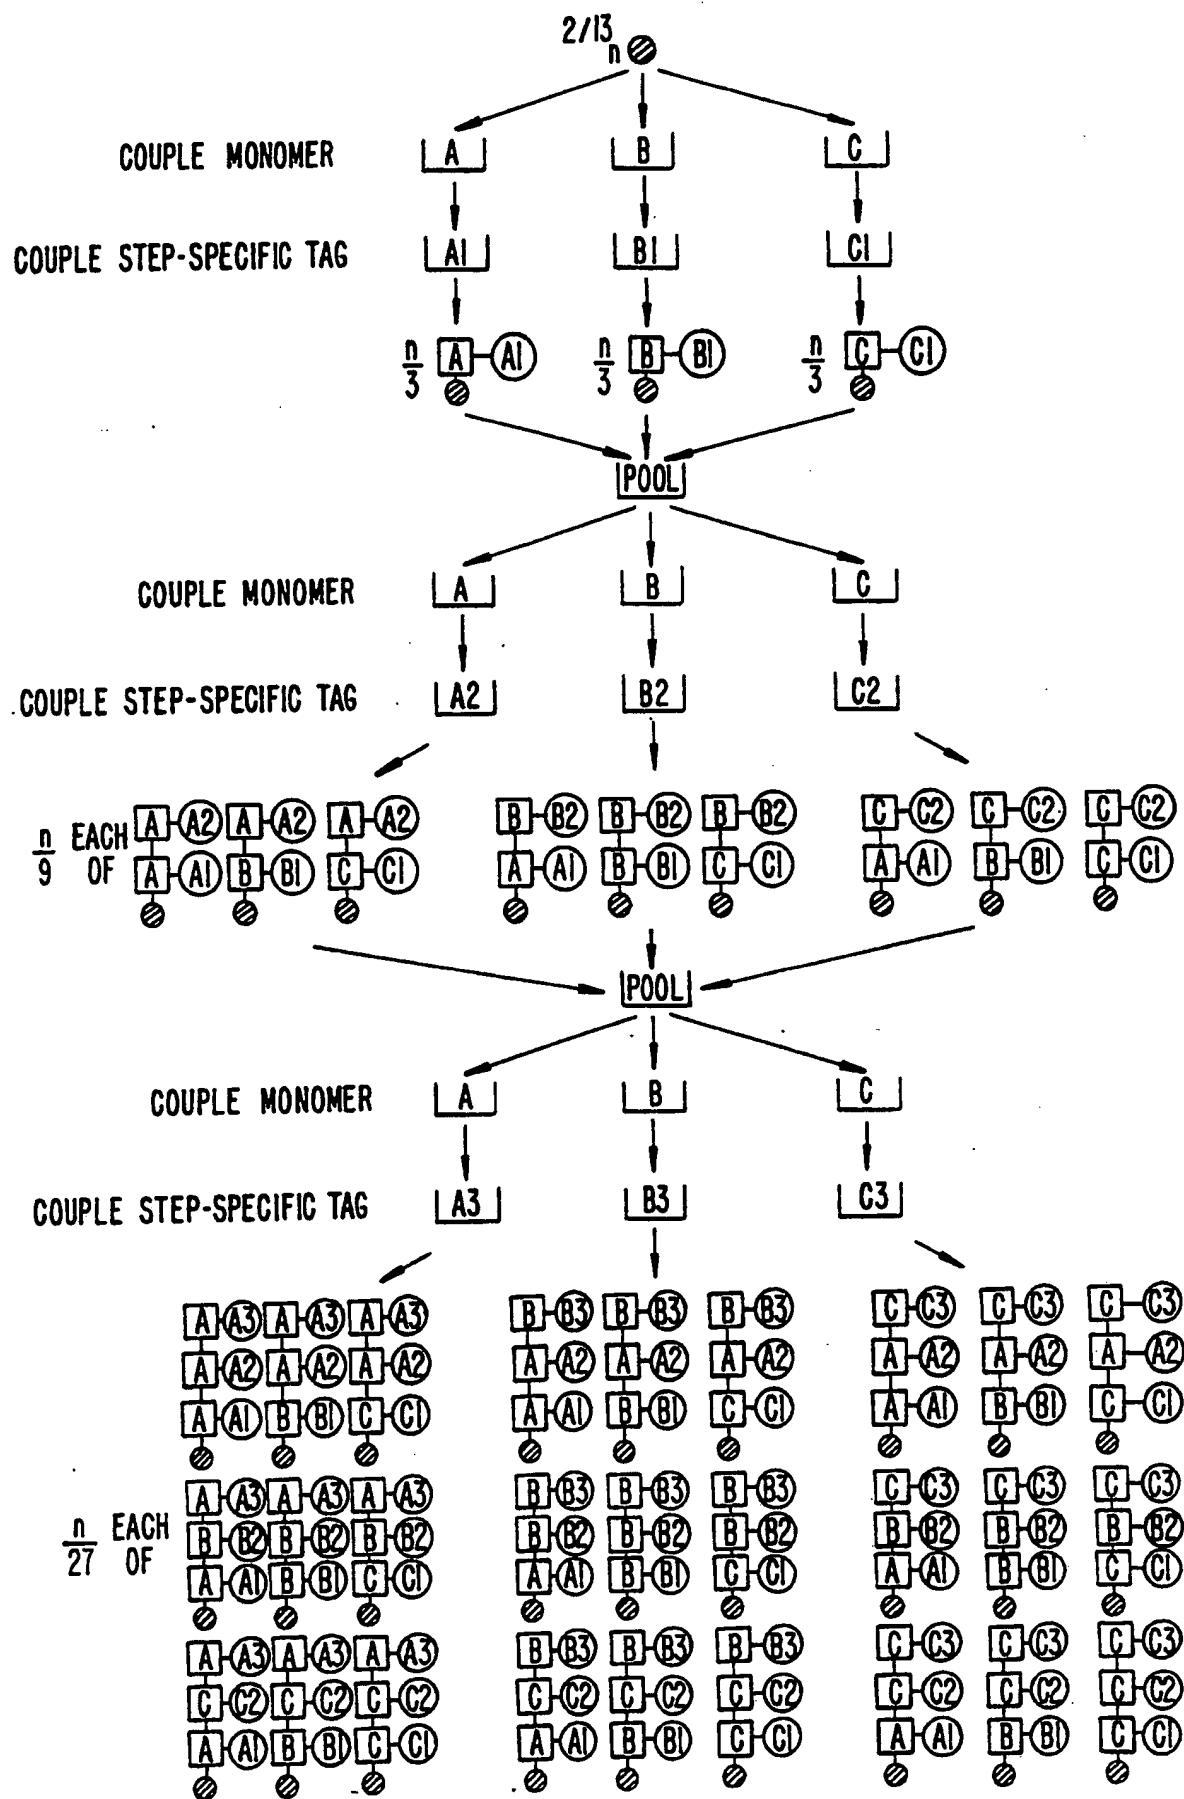 2/13
n
COUPLE MONOMER A B C
COUPLE STEP-SPECIFIC TAG A1 B1 C1
n/3 A A1 n/3 B B1 n/3 C C1
POOL
COUPLE MONOMER A B C
COUPLE STEP-SPECIFIC TAG A2 B2 C2
n/9 EACH OF
A A2 A A2 A A2 B B2 B B2 B B2 C C2 C C2 C C2
A A1 B B1 C C1 A A1 B B1 C C1 A A1 B B1 C C1
POOL
COUPLE MONOMER A B C
COUPLE STEP-SPECIFIC TAG A3 B3 C3
A A3 A A3 A A3 B B3 B B3 B B3 C C3 C C3 C C3
A A2 A A2 A A2 A A2 A A2 A A2 A A2 A A2 A A2
A A1 B B1 C C1 A A1 B B1 C C1 A A1 B B1 C C1
n/27 EACH OF
A A3 A A3 A A3 B B3 B B3 B B3 C C3 C C3 C C3
B B2 B B2 B B2 B B2 B B2 B B2 B B2 B B2 B B2
A A1 B B1 C C1 A A1 B B1 C C1 A A1 B B1 C C1
A A3 A A3 A A3 B B3 B B3 B B3 C C3 C C3 C C3
C C2 C C2 C C2 C C2 C C2 C C2 C C2 C C2 C C2
A A1 B B1 C C1 A A1 B B1 C C1 A A1 B B1 C C1